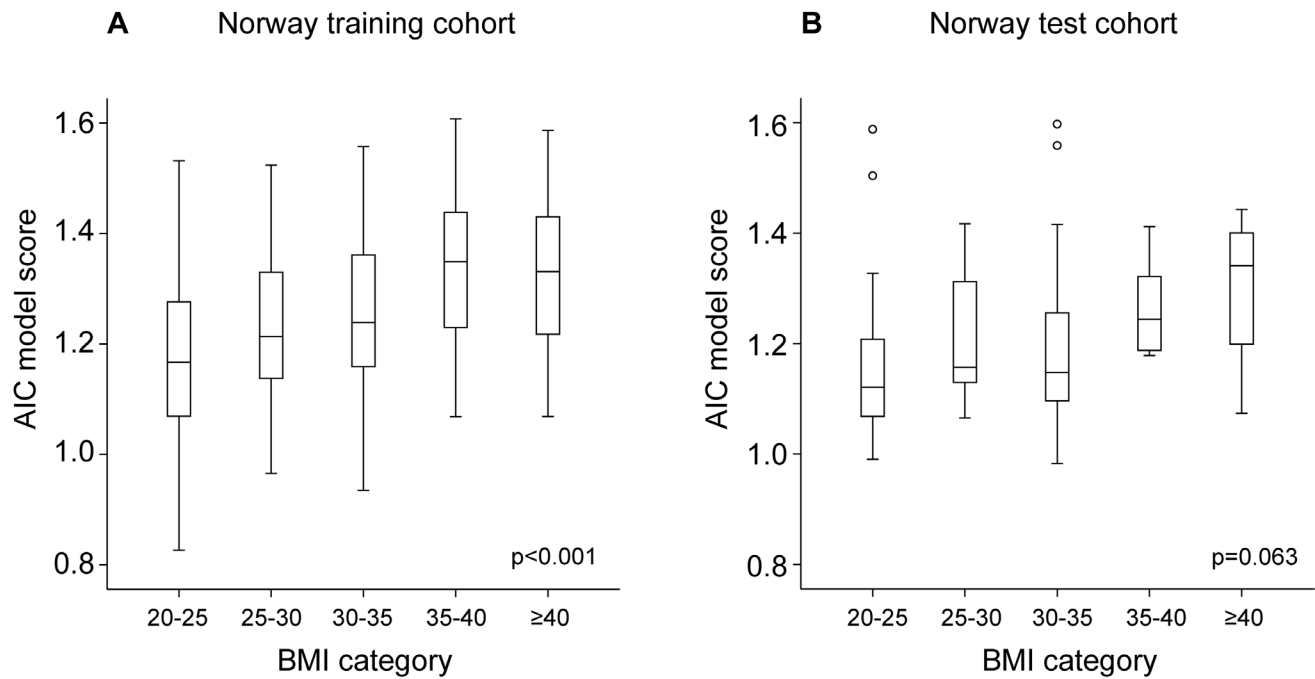 A Norway training cohort
AIC model score
1.6
1.4
1.2
1.0
0.8
p<0.001
20-25 25-30 30-35 35-40 ≥40
BMI category
B Norway test cohort
AIC model score
1.6
1.4
1.2
1.0
0.8
p=0.063
20-25 25-30 30-35 35-40 ≥40
BMI category